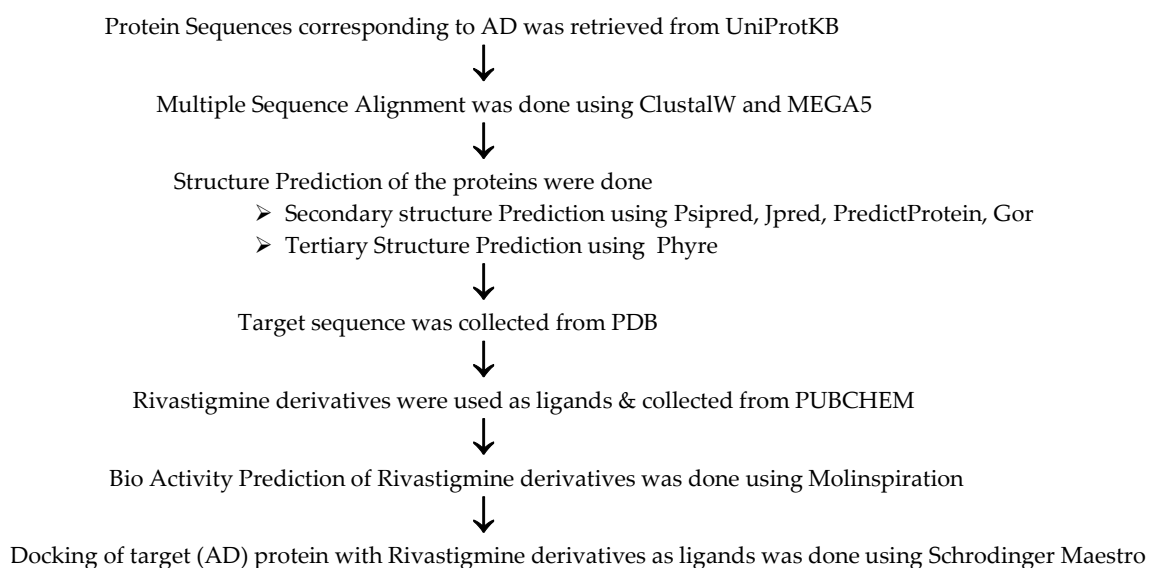 Protein Sequences corresponding to AD was retrieved from UniProtKB
Multiple Sequence Alignment was done using ClustalW and MEGA5
Structure Prediction of the proteins were done
➢ Secondary structure Prediction using Psipred, Jpred, PredictProtein, Gor
➢ Tertiary Structure Prediction using Phyre
Target sequence was collected from PDB
Rivastigmine derivatives were used as ligands & collected from PUBCHEM
Bio Activity Prediction of Rivastigmine derivatives was done using Molinspiration
Docking of target (AD) protein with Rivastigmine derivatives as ligands was done using Schrodinger Maestro